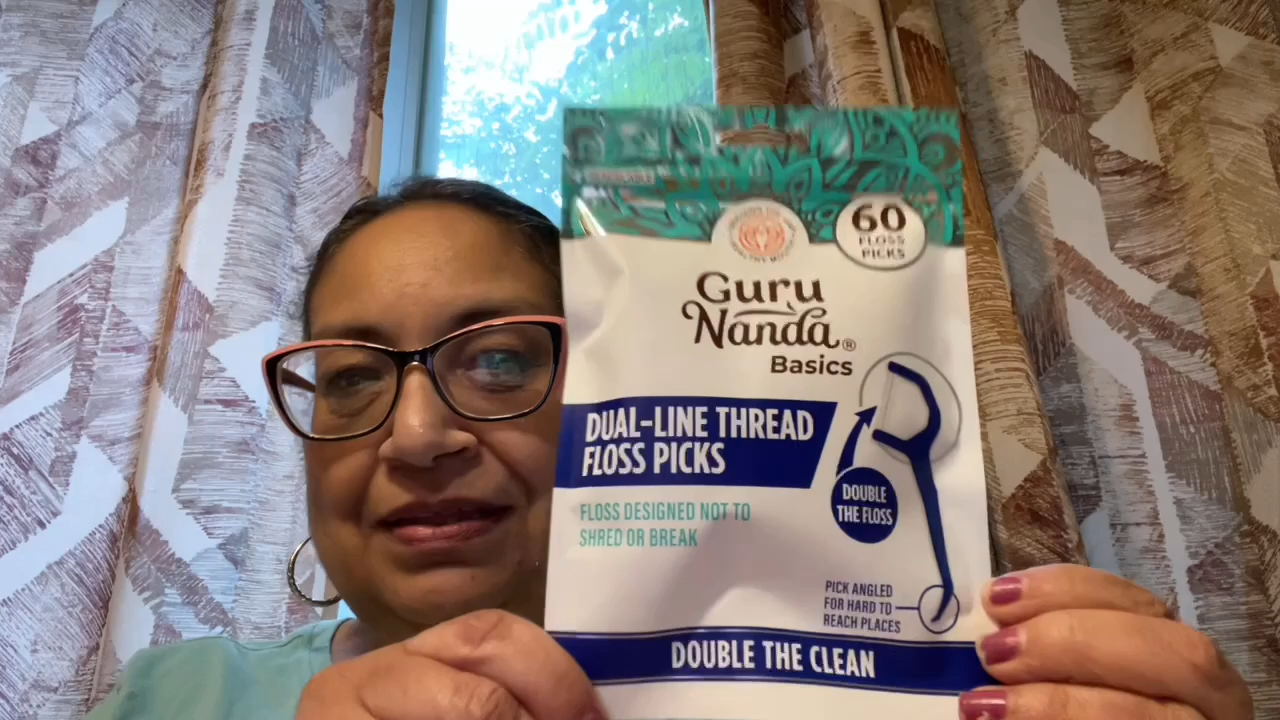 60
FLOSS
PICKS
Guru
Nanda®
Basics
DUAL-LINE THREAD
FLOSS PICKS
DOUBLE
THE FLOSS
FLOSS DESIGNED NOT TO
SHRED OR BREAK
PICK ANGLED
FOR HARD TO
REACH PLACES
DOUBLE THE CLEAN